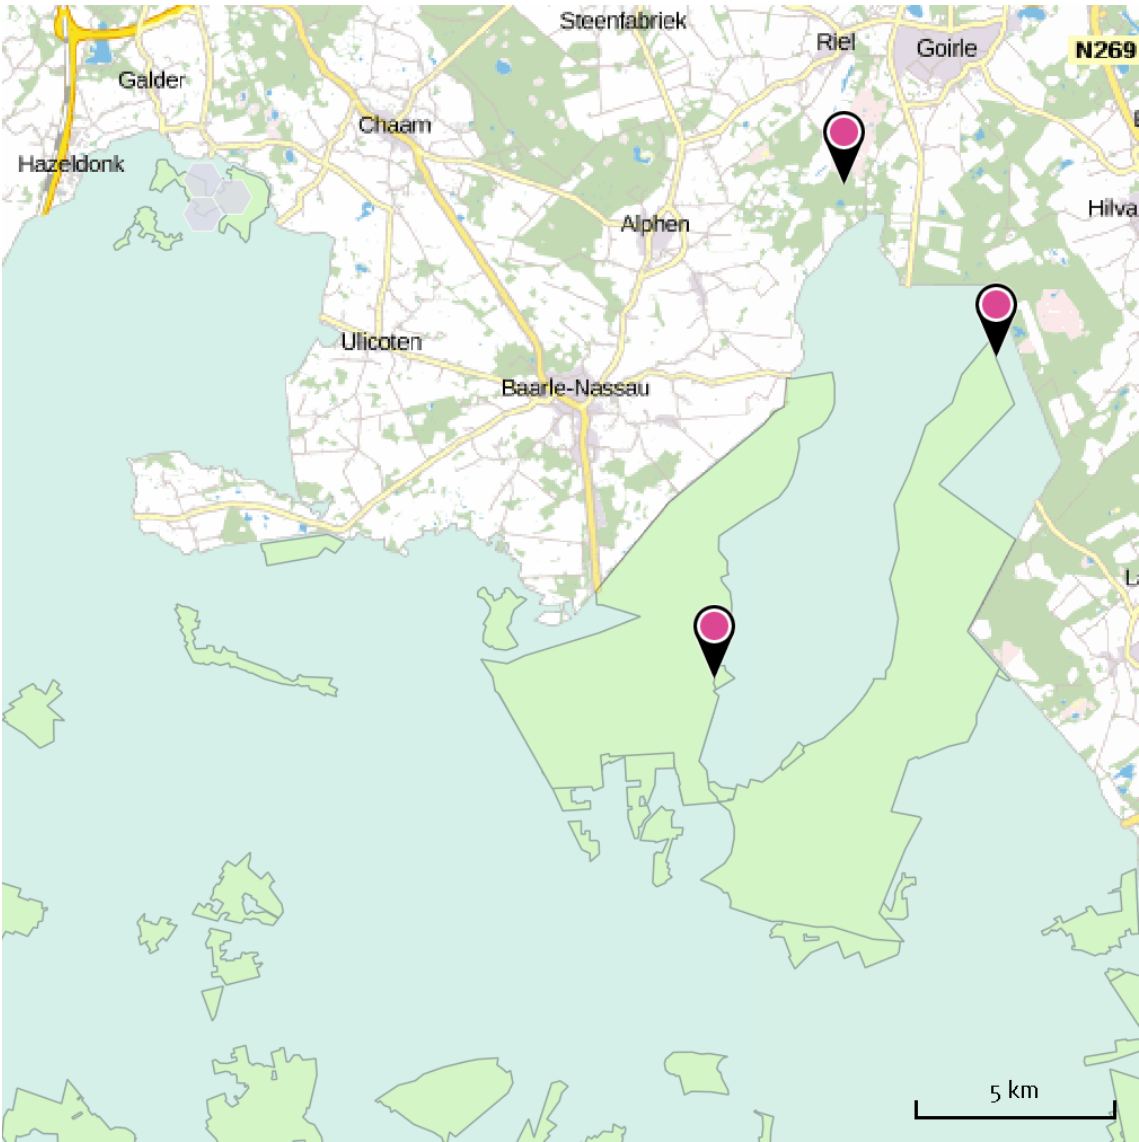 Steenfabriek
Riel
Goirle
N269
Galder
Chaam
Hazeldonk
Hilva
Alphen
Ulicoten
Baarle-Nassau
5 km